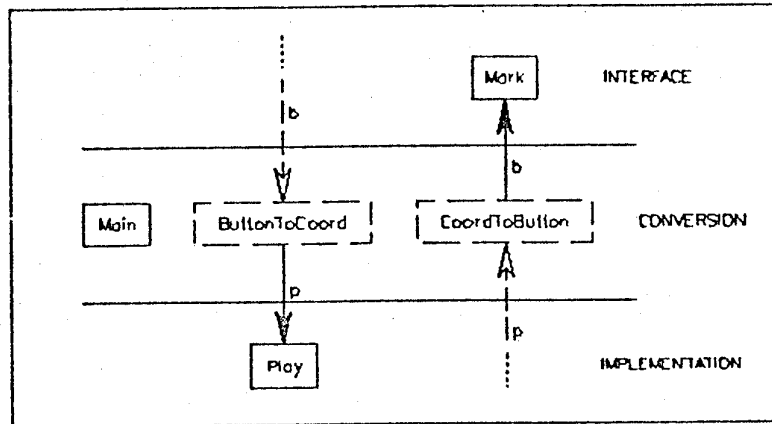 Mark
INTERFACE
b
b
Main
ButtonToCoord
CoordToButton
CONVERSION
p
p
Play
IMPLEMENTATION